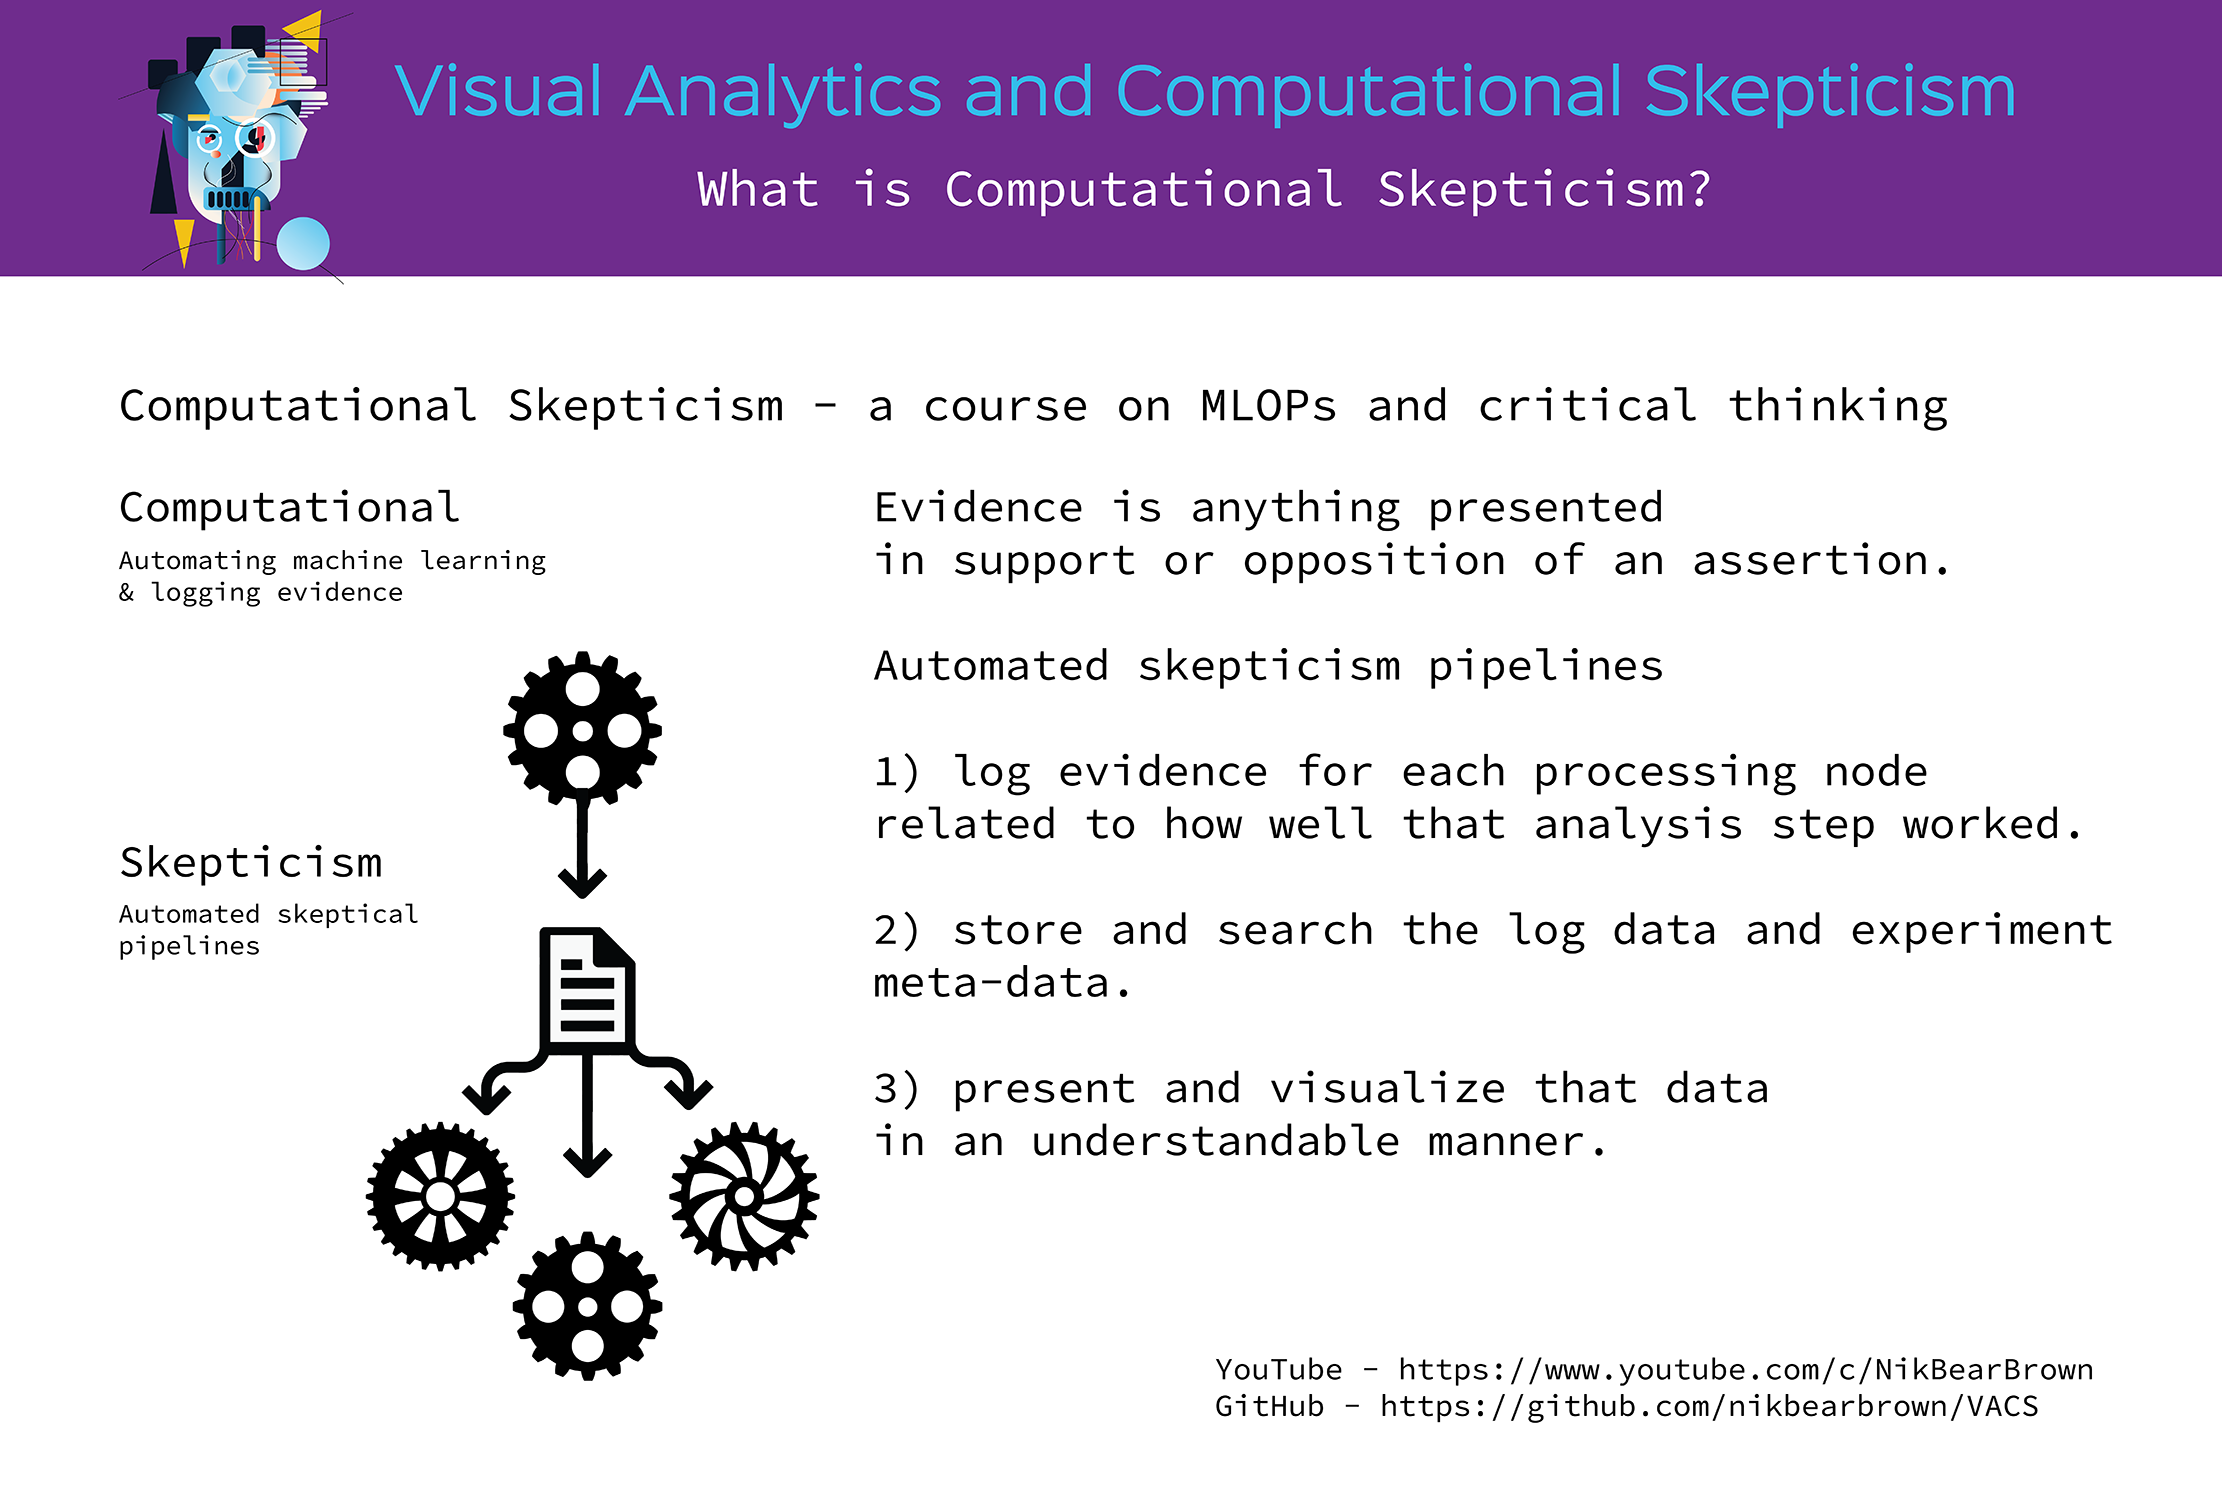 Visual Analytics and Computational Skepticism
What is Computational Skepticism?
Computational Skepticism - a course on MLOPs and critical thinking
Computational
Automating machine learning
& logging evidence
Skepticism
Automated skeptical
pipelines
Evidence is anything presented
in support or opposition of an assertion.
Automated skepticism pipelines
1) log evidence for each processing node
related to how well that analysis step worked.
2) store and search the log data and experiment
meta-data.
3) present and visualize that data
in an understandable manner.
YouTube - https://www.youtube.com/c/NikBearBrown
GitHub - https://github.com/nikbearbrown/VACS